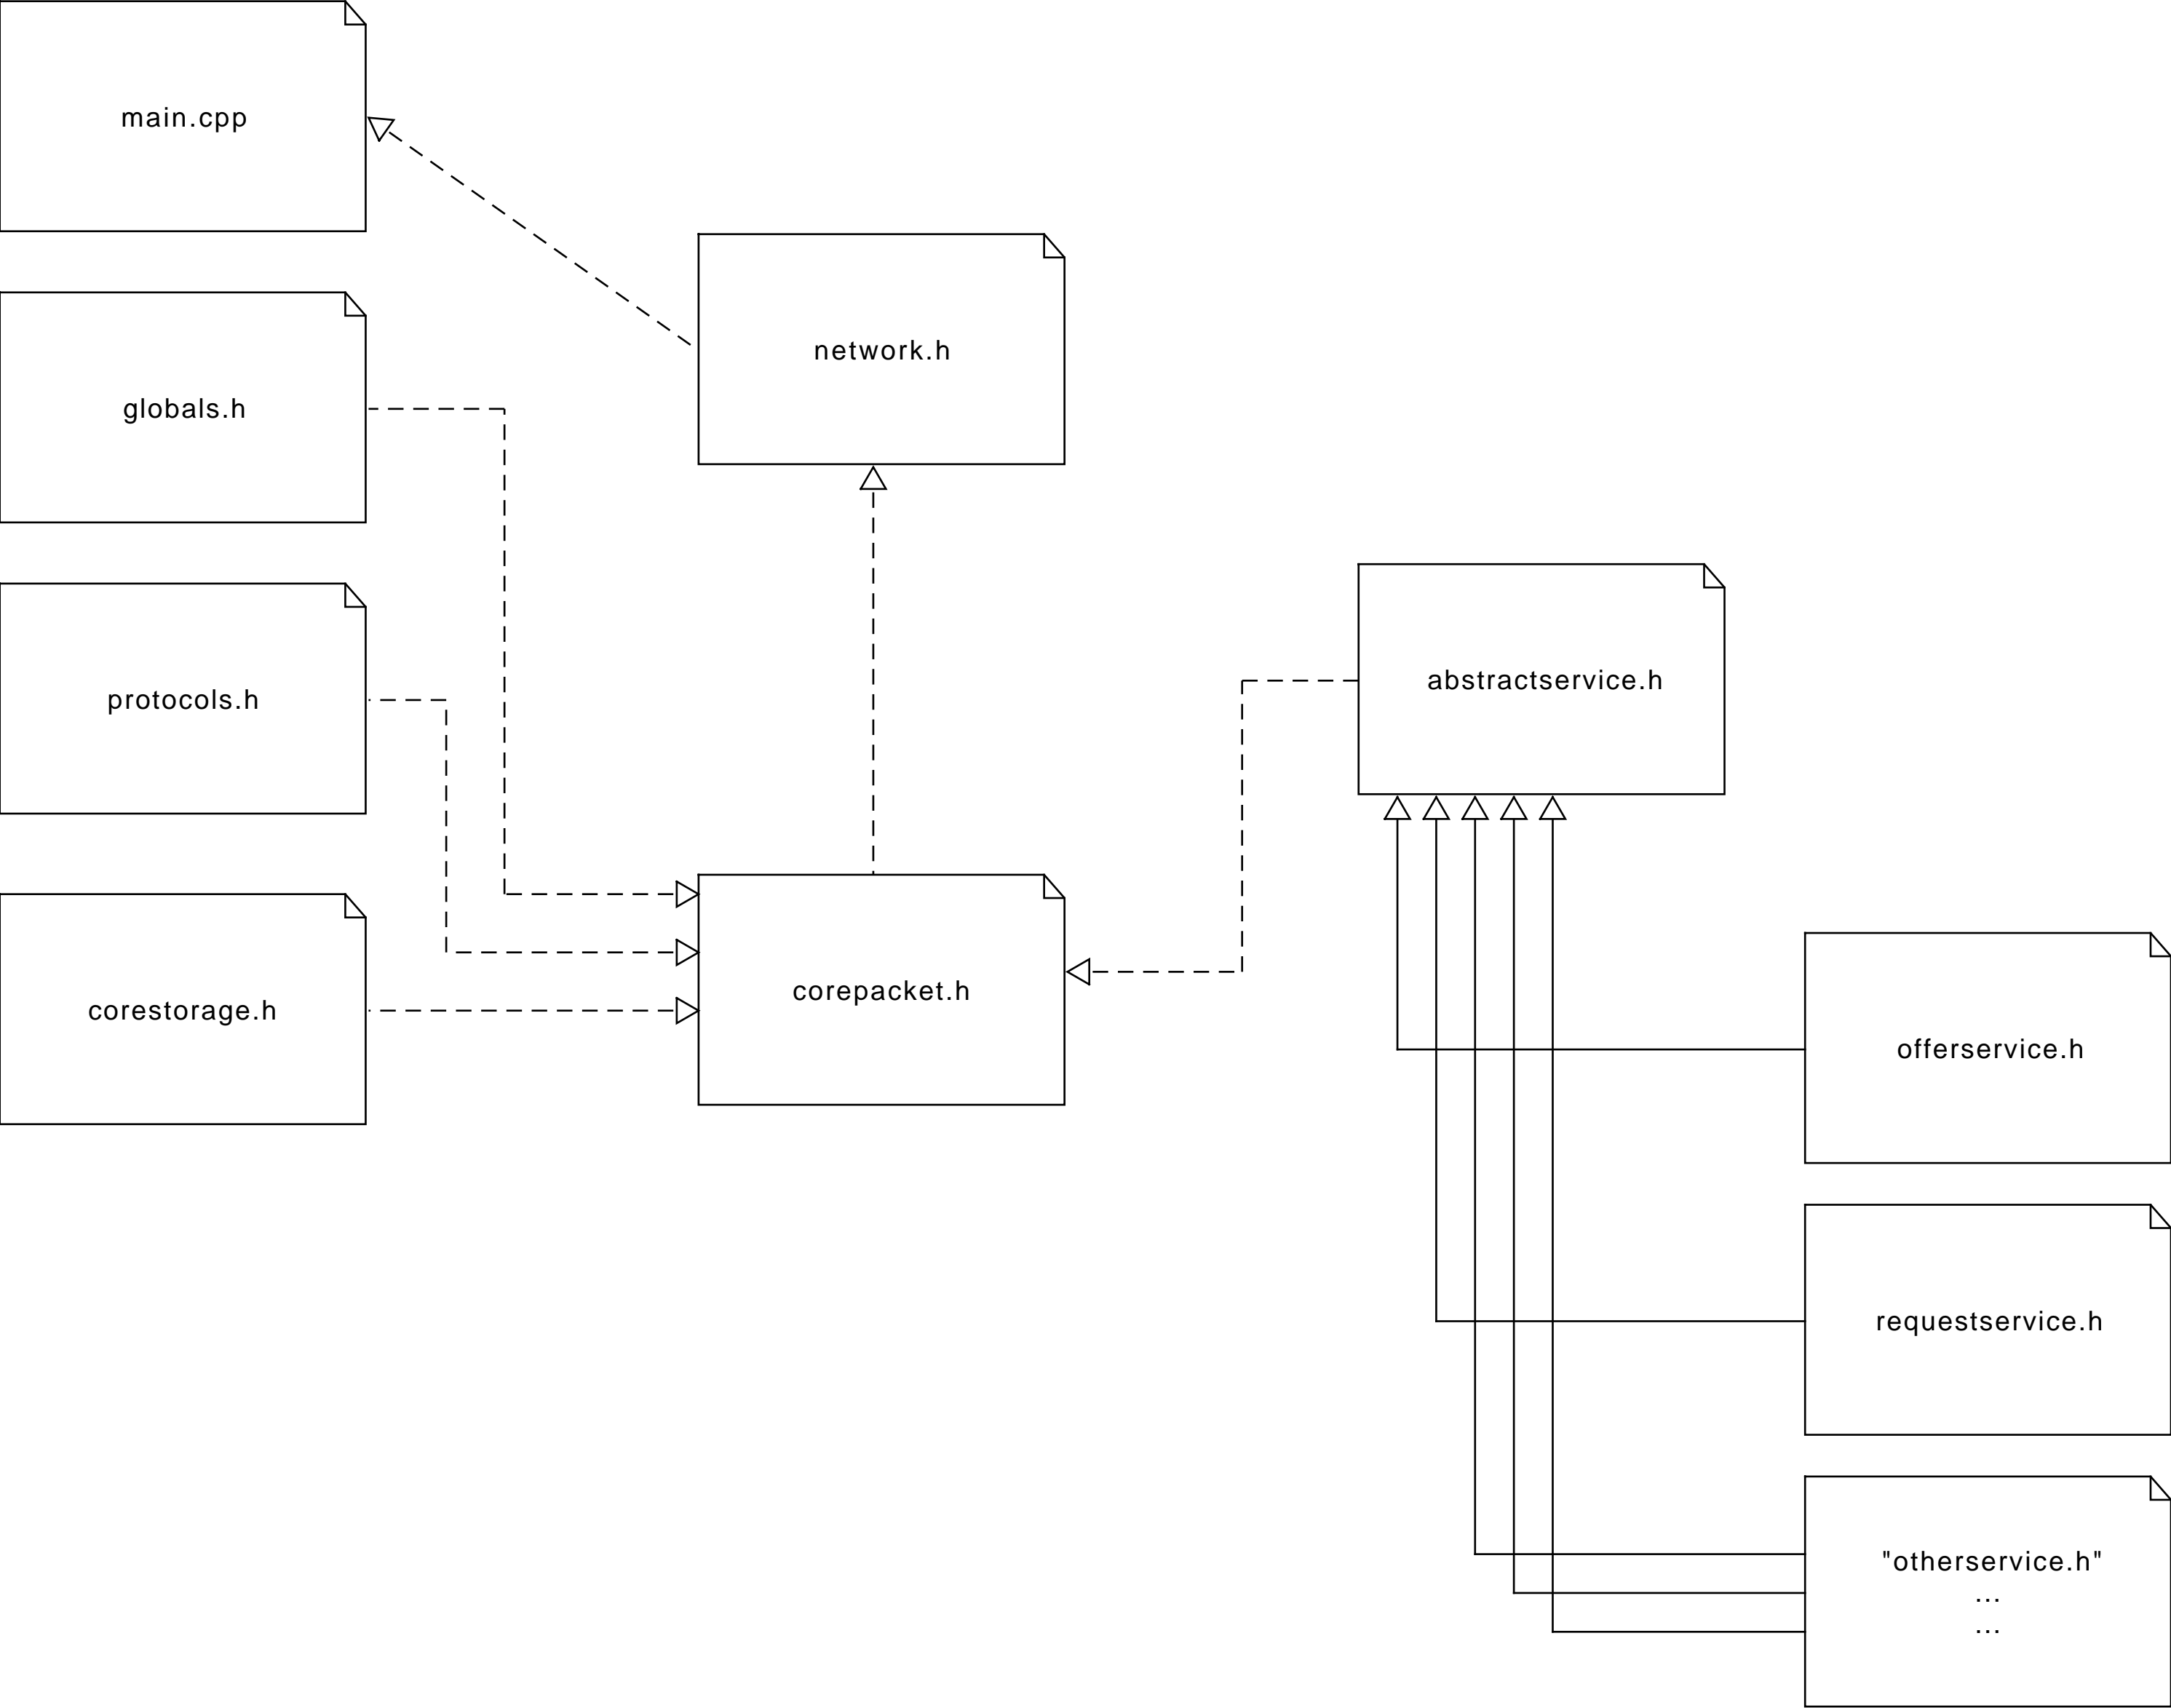 main.cpp
network.h
globals.h
abstractservice.h
protocols.h
corepacket.h
corestorage.h
offerservice.h
requestservice.h
"otherservice.h"
...
...